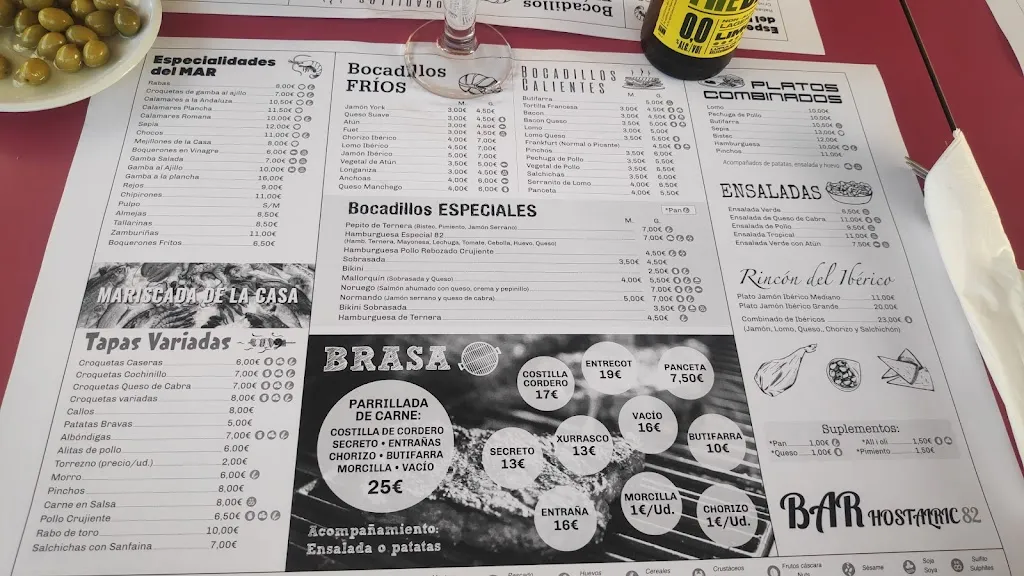 Bocadillos
0,0
%ALC./VOL
LIM
Especialidades
del MAR
Rabas 8,00€
Croquetas de gamba al ajillo 7,00€
Calamares a la Andaluza 10,50€
Calamares Plancha 11,50€
Calamares Romana 10,00€
Sepia 12,00€
Chocos 11,00€
Mejillones de la Casa 8,00€
Boquerones en Vinagre 6,00€
Gamba Salada 7,00€
Gamba al Ajillo 10,00€
Gamba a la plancha 16,00€
Rejos 9,00€
Chipirones 11,00€
Pulpo S/M
Almejas 8,50€
Tallarinas 8,50€
Zamburiñas 11,00€
Boquerones Fritos 6,50€
MARISCADA DE LA CASA
Tapas Variadas
Croquetas Caseras 6,00€
Croquetas Cochinillo 7,00€
Croquetas Queso de Cabra 7,00€
Croquetas variadas 8,00€
Callos 8,00€
Patatas Bravas 5,00€
Albóndigas 7,00€
Alitas de pollo 6,00€
Torrezno (precio/ud.) 2,00€
Morro 6,00€
Pinchos 8,00€
Carne en Salsa 8,00€
Pollo Crujiente 6,50€
Rabo de toro 10,00€
Salchichas con Sanfaina 7,00€
Bocadillos
FRÍOS
M. G.
Jamón York 3,00€ 4,50€
Queso Suave 3,00€ 4,50€
Atún 3,00€ 4,50€
Fuet 3,00€ 4,50€
Chorizo Ibérico 4,00€ 6,00€
Lomo Ibérico 4,50€ 7,00€
Jamón Ibérico 5,00€ 7,00€
Vegetal de Atún 3,50€ 5,00€
Longaniza 3,00€ 4,50€
Anchoas 4,00€ 6,00€
Queso Manchego 4,00€ 6,00€
BOCADILLOS
CALIENTES
M. G.
Butifarra 5,00€
Tortilla Francesa 3,00€ 4,50€
Bacon 3,00€ 4,50€
Bacon Queso 3,50€ 5,00€
Lomo 3,00€ 5,00€
Lomo Queso 3,50€ 5,50€
Frankfurt (Normal o Picante) 4,50€
Pinchos 3,50€ 6,00€
Pechuga de Pollo 3,50€ 5,50€
Vegetal de Pollo 3,50€ 5,50€
Salchichas 3,50€ 5,50€
Serranito de Lomo 4,00€ 6,50€
Panceta 4,00€ 5,50€
Bocadillos ESPECIALES
*Pan
M. G.
Pepito de Ternera (Bistec, Pimiento, Jamón Serrano) 7,00€
Hamburguesa Especial 82 7,00€
(Hamb. Ternera, Mayonesa, Lechuga, Tomate, Cebolla, Huevo, Queso)
Hamburguesa Pollo Rebozado Crujiente 4,50€
Sobrasada 3,50€ 4,50€
Bikini 2,50€
Mallorquín (Sobrasada y Queso) 4,00€ 5,50€
Noruego (Salmón ahumado con queso, crema y pepinillo) 7,00€
Normando (Jamón serrano y queso de cabra) 5,00€ 7,00€
Bikini Sobrasada 3,50€
Hamburguesa de Ternera 4,50€
BRASA
PARRILLADA
DE CARNE:
COSTILLA DE CORDERO
SECRETO • ENTRAÑAS
CHORIZO • BUTIFARRA
MORCILLA • VACÍO
25€
Acompañamiento:
Ensalada o patatas
COSTILLA
CORDERO
17€
ENTRECOT
19€
PANCETA
7,50€
SECRETO
13€
XURRASCO
13€
VACÍO
16€
BUTIFARRA
10€
ENTRAÑA
16€
MORCILLA
1€/Ud.
CHORIZO
1€/Ud.
PLATOS
COMBINADOS
Lomo 10,00€
Pechuga de Pollo 10,00€
Butifarra 10,50€
Sepia 13,00€
Bistec 12,00€
Hamburguesa 10,00€
Pinchos 11,00€
Acompañados de patatas, ensalada y huevo
ENSALADAS
Ensalada Verde 6,50€
Ensalada de Queso de Cabra 11,00€
Ensalada de Pollo 9,50€
Ensalada Tropical 11,00€
Ensalada Verde con Atún 7,50€
Rincón del Ibérico
Plato Jamón Ibérico Mediano 11,00€
Plato Jamón Ibérico Grande 20,00€
Combinado de Ibéricos 23,00€
(Jamón, Lomo, Queso, Chorizo y Salchichón)
Suplementos:
*Pan 1,00€ *All i oli 1,50€
*Queso 1,00€ *Pimiento 1,50€
BAR HOSTALRIC 82
Pescado
Huevos
Cereales
Crustáceos
Frutos cáscara
Nuts
Sésame
Soja
Soya
Sulfito
Sulphites